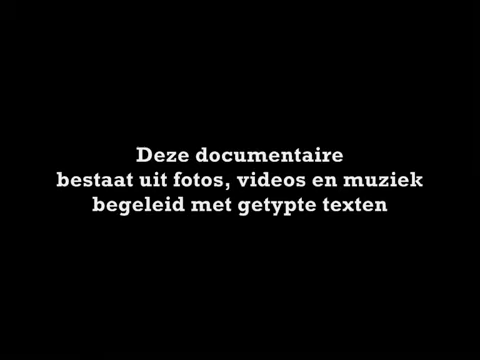 Deze documentaire
bestaat uit fotos, videos en muziek
begeleid met getypte texten